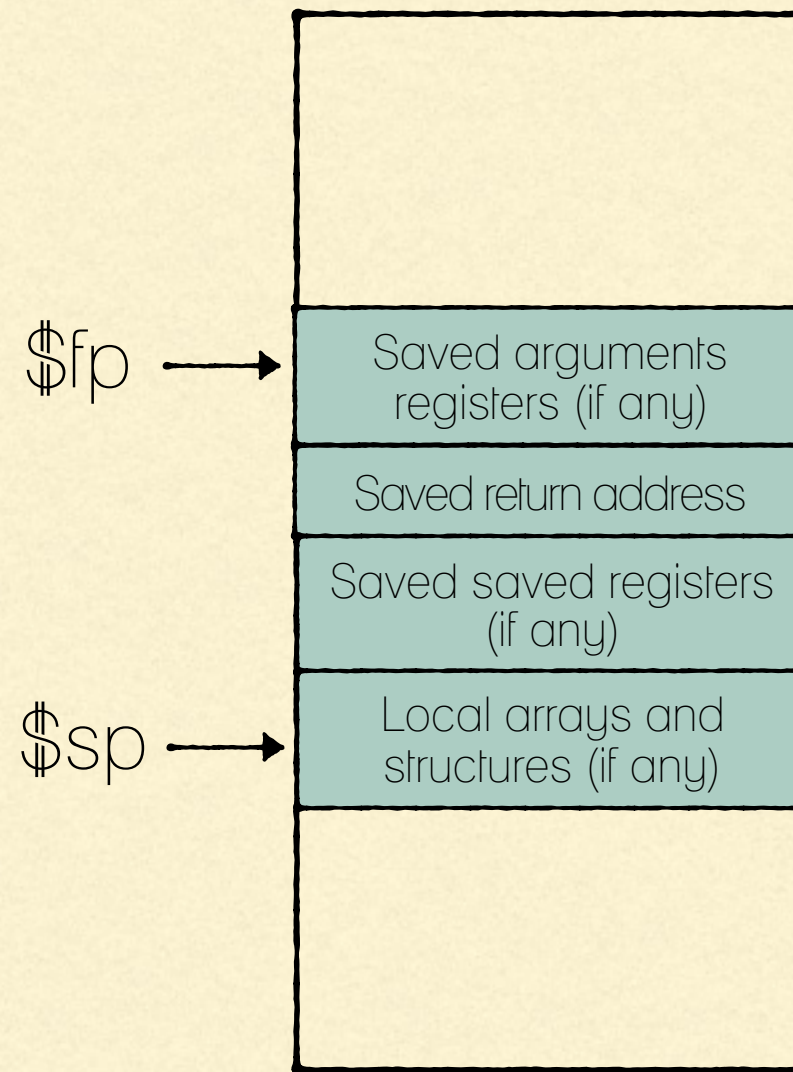 $fp
Saved arguments
registers (if any)
Saved return address
Saved saved registers
(if any)
$sp
Local arrays and
structures (if any)